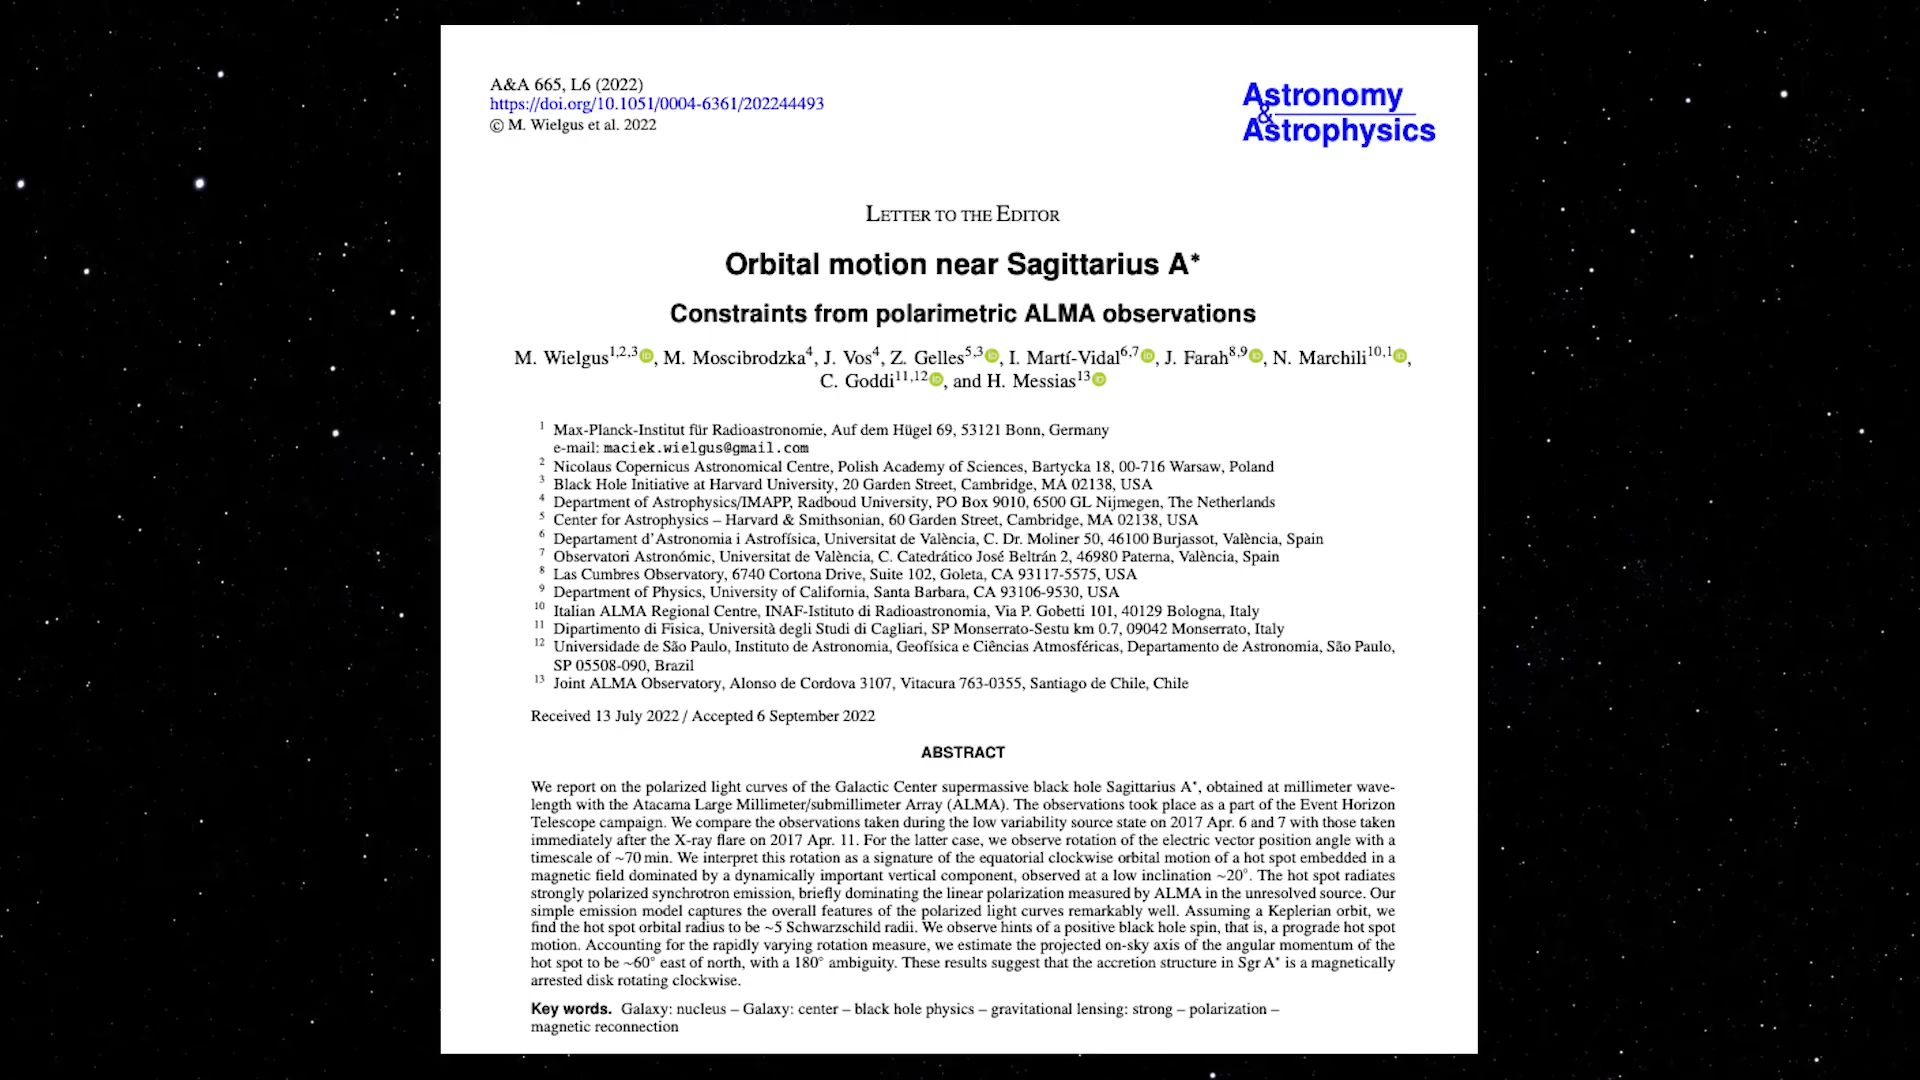 A&A 665, L6 (2022)
https://doi.org/10.1051/0004-6361/202244493
© M. Wielgus et al. 2022
Astronomy
&
Astrophysics
LETTER TO THE EDITOR
Orbital motion near Sagittarius A*
Constraints from polarimetric ALMA observations
M. Wielgus1,2,3, M. Moscibrodzka4, J. Vos4, Z. Gelles5,3, I. Martí-Vidal6,7, J. Farah8,9, N. Marchili10,1,
C. Goddi11,12, and H. Messias13
1 Max-Planck-Institut für Radioastronomie, Auf dem Hügel 69, 53121 Bonn, Germany
e-mail: maciek.wielgus@gmail.com
2 Nicolaus Copernicus Astronomical Centre, Polish Academy of Sciences, Bartycka 18, 00-716 Warsaw, Poland
3 Black Hole Initiative at Harvard University, 20 Garden Street, Cambridge, MA 02138, USA
4 Department of Astrophysics/IMAPP, Radboud University, PO Box 9010, 6500 GL Nijmegen, The Netherlands
5 Center for Astrophysics – Harvard & Smithsonian, 60 Garden Street, Cambridge, MA 02138, USA
6 Departament d'Astronomia i Astrofísica, Universitat de València, C. Dr. Moliner 50, 46100 Burjassot, València, Spain
7 Observatori Astronómic, Universitat de València, C. Catedrático José Beltrán 2, 46980 Paterna, València, Spain
8 Las Cumbres Observatory, 6740 Cortona Drive, Suite 102, Goleta, CA 93117-5575, USA
9 Department of Physics, University of California, Santa Barbara, CA 93106-9530, USA
10 Italian ALMA Regional Centre, INAF-Istituto di Radioastronomia, Via P. Gobetti 101, 40129 Bologna, Italy
11 Dipartimento di Fisica, Università degli Studi di Cagliari, SP Monserrato-Sestu km 0.7, 09042 Monserrato, Italy
12 Universidade de São Paulo, Instituto de Astronomia, Geofísica e Ciências Atmosféricas, Departamento de Astronomia, São Paulo,
SP 05508-090, Brazil
13 Joint ALMA Observatory, Alonso de Cordova 3107, Vitacura 763-0355, Santiago de Chile, Chile
Received 13 July 2022 / Accepted 6 September 2022
ABSTRACT
We report on the polarized light curves of the Galactic Center supermassive black hole Sagittarius A*, obtained at millimeter wave-
length with the Atacama Large Millimeter/submillimeter Array (ALMA). The observations took place as a part of the Event Horizon
Telescope campaign. We compare the observations taken during the low variability source state on 2017 Apr. 6 and 7 with those taken
immediately after the X-ray flare on 2017 Apr. 11. For the latter case, we observe rotation of the electric vector position angle with a
timescale of ~70 min. We interpret this rotation as a signature of the equatorial clockwise orbital motion of a hot spot embedded in a
magnetic field dominated by a dynamically important vertical component, observed at a low inclination ~20°. The hot spot radiates
strongly polarized synchrotron emission, briefly dominating the linear polarization measured by ALMA in the unresolved source. Our
simple emission model captures the overall features of the polarized light curves remarkably well. Assuming a Keplerian orbit, we
find the hot spot orbital radius to be ~5 Schwarzschild radii. We observe hints of a positive black hole spin, that is, a prograde hot spot
motion. Accounting for the rapidly varying rotation measure, we estimate the projected on-sky axis of the angular momentum of the
hot spot to be ~60° east of north, with a 180° ambiguity. These results suggest that the accretion structure in Sgr A* is a magnetically
arrested disk rotating clockwise.
Key words. Galaxy: nucleus – Galaxy: center – black hole physics – gravitational lensing: strong – polarization –
magnetic reconnection